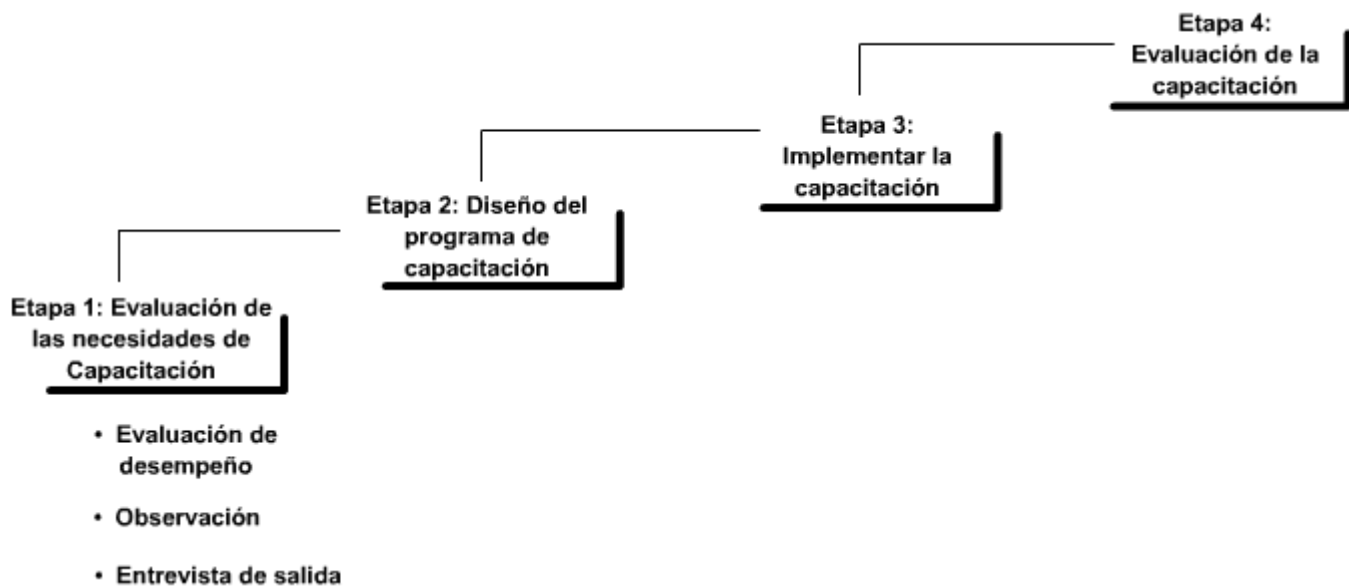 Etapa 1: Evaluación de
las necesidades de
Capacitación
• Evaluación de
desempeño
• Observación
• Entrevista de salida
Etapa 2: Diseño del
programa de
capacitación
Etapa 3:
Implementar la
capacitación
Etapa 4:
Evaluación de la
capacitación